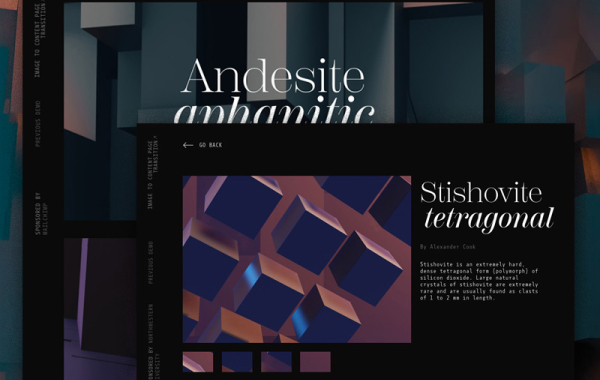 IMAGE TO CONTENT PAGE
TRANSITION
PREVIOUS DEMO
SPONSORED BY
MAILCHIMP
Andesite
aphanitic
IMAGE TO CONTENT PAGE
TRANSITION
PREVIOUS DEMO
SPONSORED BY NORTHWESTERN
UNIVERSITY
GO BACK
Stishovite
tetragonal
By Alexander Cook
Stishovite is an extremely hard,
dense tetragonal form (polymorph) of
silicon dioxide. Large natural
crystals of stishovite are extremely
rare and are usually found as clasts
of 1 to 2 mm in length.